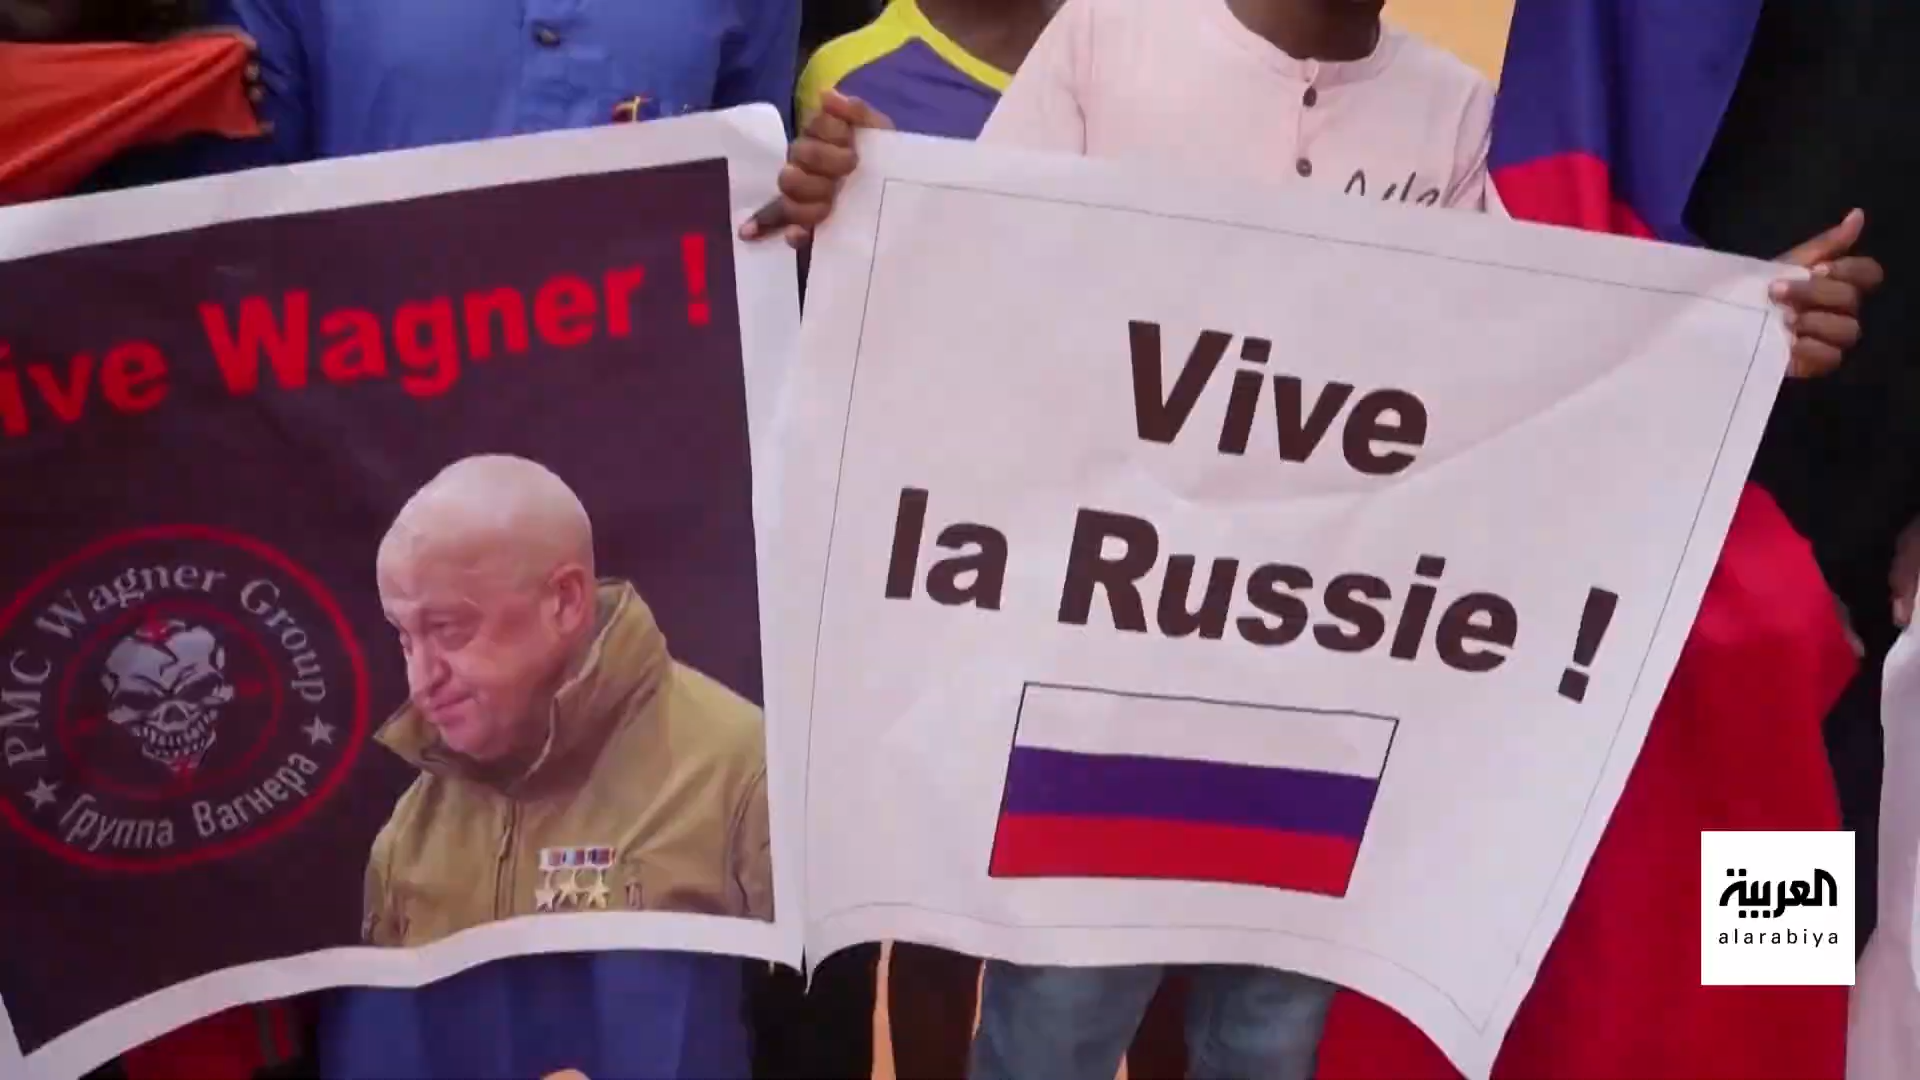 ive Wagner !
PMC Wagner Group
Группа Вагнера
Vive
la Russie !
العربية
alarabiya